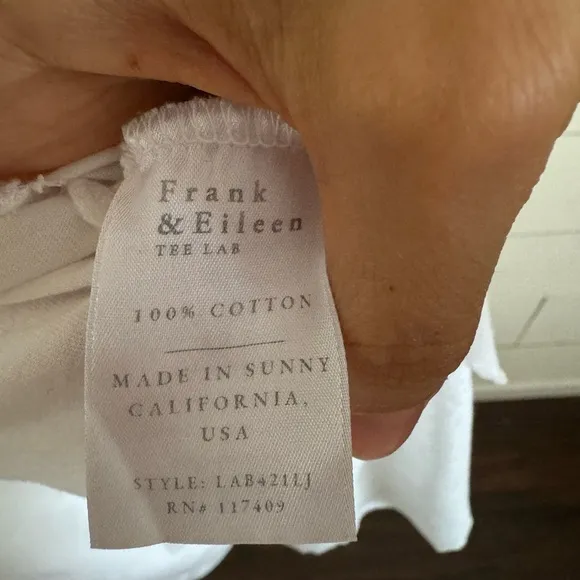 Frank
& Eileen
TEE LAB
100% COTTON
MADE IN SUNNY
CALIFORNIA,
USA
STYLE: LAB421LJ
RN# 117409